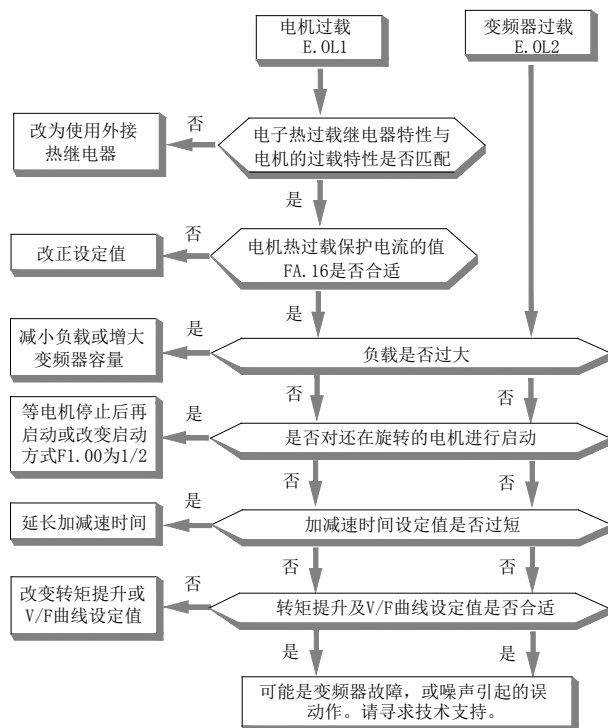 电机过载
E.OL1
变频器过载
E.OL2
否
改为使用外接
热继电器
电子热过载继电器特性与
电机的过载特性是否匹配
是
否
改正设定值
电机热过载保护电流的值
FA.16是否合适
是
是
减小负载或增大
变频器容量
负载是否过大
否
否
是
等电机停止后再
启动或改变启动
方式F1.00为1/2
是否对还在旋转的电机进行启动
否
否
是
延长加减速时间
加减速时间设定值是否过短
否
否
否
改变转矩提升或
V/F曲线设定值
转矩提升及V/F曲线设定值是否合适
是
是
可能是变频器故障，或噪声引起的误
动作。请寻求技术支持。